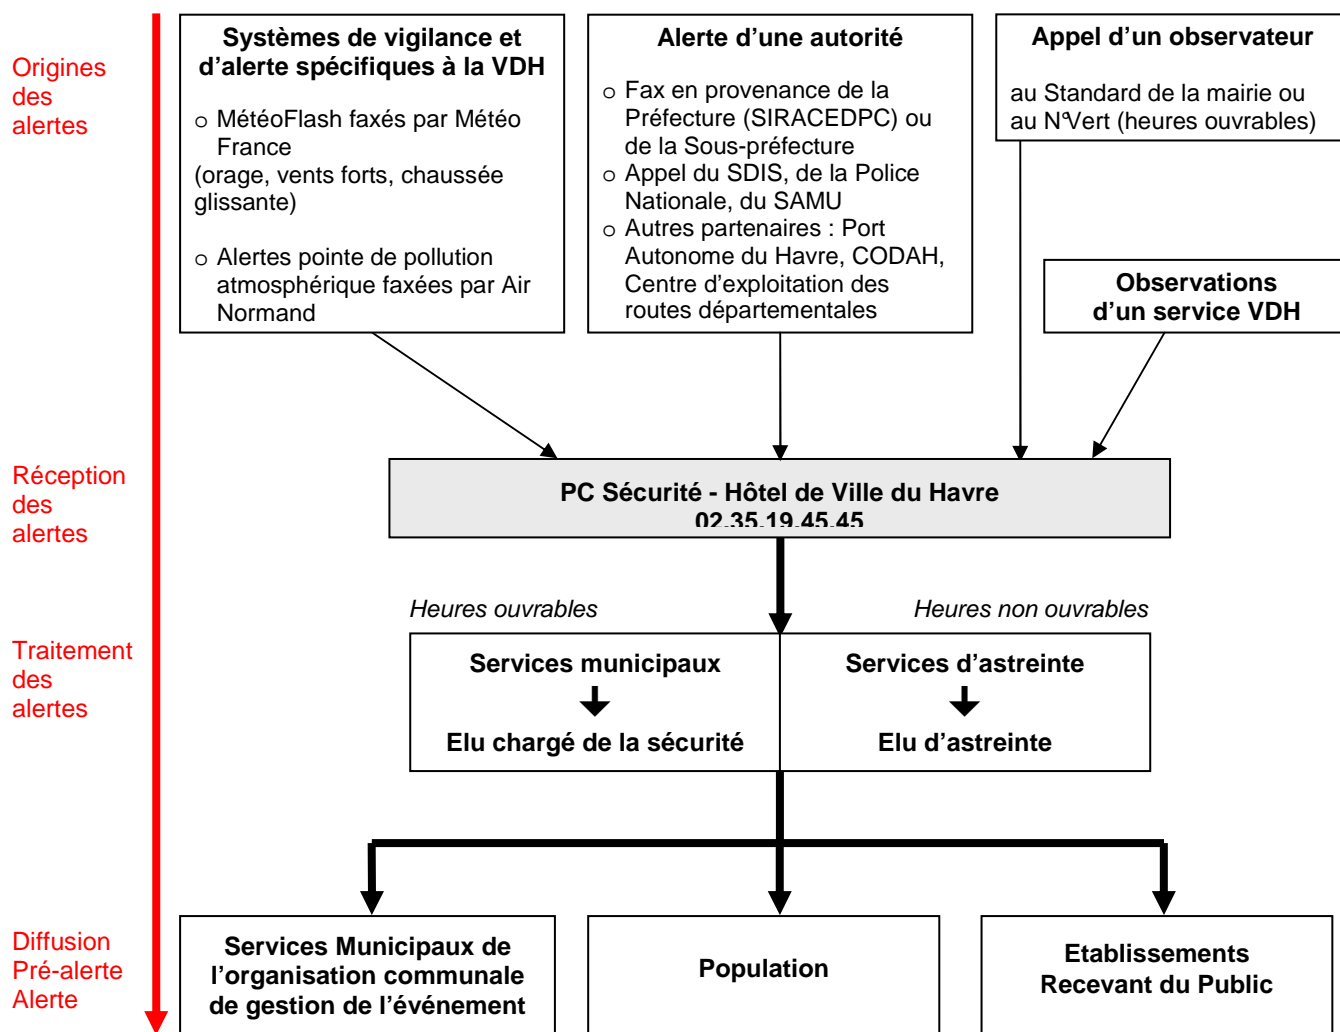 Origines
des
alertes
Systèmes de vigilance et
d'alerte spécifiques à la VDH
o MétéoFlash faxés par Météo
France
(orage, vents forts, chaussée
glissante)
o Alertes pointe de pollution
atmosphérique faxées par Air
Normand
Alerte d'une autorité
o Fax en provenance de la
Préfecture (SIRACEDPC) ou
de la Sous-préfecture
o Appel du SDIS, de la Police
Nationale, du SAMU
o Autres partenaires : Port
Autonome du Havre, CODAH,
Centre d'exploitation des
routes départementales
Appel d'un observateur
au Standard de la mairie ou
au N°Vert (heures ouvrables)
Observations
d'un service VDH
Réception
des
alertes
PC Sécurité - Hôtel de Ville du Havre
02.35.19.45.45
Heures ouvrables
Heures non ouvrables
Traitement
des
alertes
Services municipaux
Elu chargé de la sécurité
Services d'astreinte
Elu d'astreinte
Diffusion
Pré-alerte
Alerte
Services Municipaux de
l'organisation communale
de gestion de l'événement
Population
Etablissements
Recevant du Public